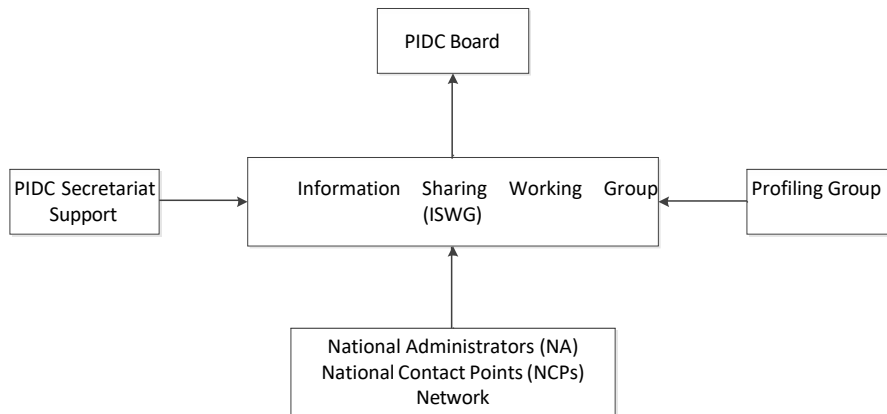 PIDC Board
PIDC Secretariat
Support
Information Sharing Working Group
(ISWG)
Profiling Group
National Administrators (NA)
National Contact Points (NCPs)
Network